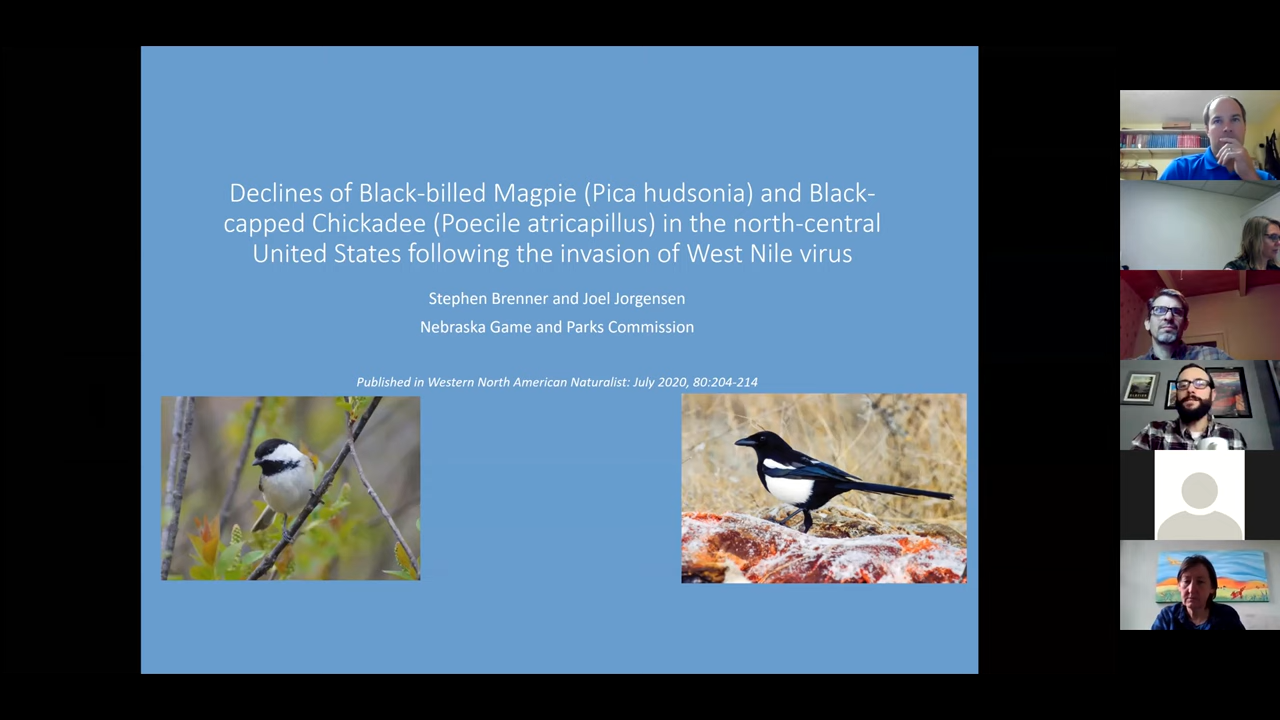 Declines of Black-billed Magpie (Pica hudsonia) and Black-
capped Chickadee (Poecile atricapillus) in the north-central
United States following the invasion of West Nile virus
Stephen Brenner and Joel Jorgensen
Nebraska Game and Parks Commission
Published in Western North American Naturalist: July 2020, 80:204-214